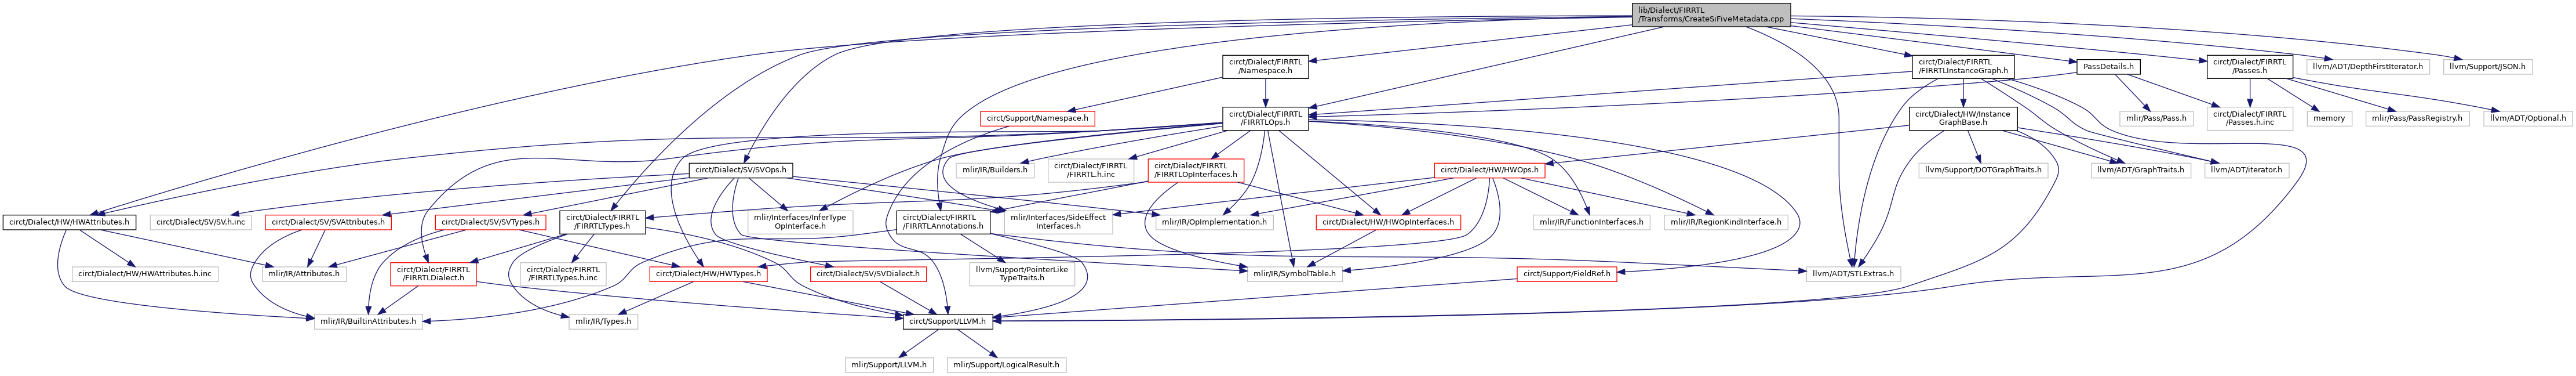 lib/Dialect/FIRRTL
/Transforms/CreateSiFiveMetadata.cpp
circt/Dialect/FIRRTL
/Namespace.h
circt/Dialect/FIRRTL
/FIRRTLInstanceGraph.h
PassDetails.h
circt/Dialect/FIRRTL
/Passes.h
llvm/ADT/DepthFirstIterator.h
llvm/Support/JSON.h
circt/Support/Namespace.h
circt/Dialect/FIRRTL
/FIRRTLOps.h
circt/Dialect/HW/Instance
GraphBase.h
mlir/Pass/Pass.h
circt/Dialect/FIRRTL
/Passes.h.inc
memory
mlir/Pass/PassRegistry.h
llvm/ADT/Optional.h
circt/Dialect/SV/SVOps.h
mlir/IR/Builders.h
circt/Dialect/FIRRTL
/FIRRTL.h.inc
circt/Dialect/FIRRTL
/FIRRTLOpInterfaces.h
circt/Dialect/HW/HWOps.h
llvm/Support/DOTGraphTraits.h
llvm/ADT/GraphTraits.h
llvm/ADT/iterator.h
circt/Dialect/HW/HWAttributes.h
circt/Dialect/SV/SV.h.inc
circt/Dialect/SV/SVAttributes.h
circt/Dialect/SV/SVTypes.h
circt/Dialect/FIRRTL
/FIRRTLTypes.h
mlir/Interfaces/InferType
OpInterface.h
circt/Dialect/FIRRTL
/FIRRTLAnnotations.h
mlir/Interfaces/SideEffect
Interfaces.h
mlir/IR/OpImplementation.h
circt/Dialect/HW/HWOpInterfaces.h
mlir/IR/FunctionInterfaces.h
mlir/IR/RegionKindInterface.h
circt/Dialect/HW/HWAttributes.h.inc
mlir/IR/Attributes.h
circt/Dialect/FIRRTL
/FIRRTLDialect.h
circt/Dialect/FIRRTL
/FIRRTLTypes.h.inc
circt/Dialect/HW/HWTypes.h
circt/Dialect/SV/SVDialect.h
llvm/Support/PointerLike
TypeTraits.h
mlir/IR/SymbolTable.h
circt/Support/FieldRef.h
llvm/ADT/STLExtras.h
mlir/IR/BuiltinAttributes.h
mlir/IR/Types.h
circt/Support/LLVM.h
mlir/Support/LLVM.h
mlir/Support/LogicalResult.h